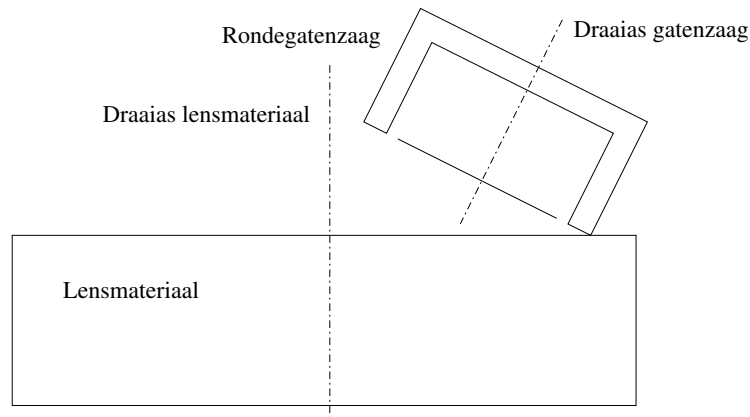 Rondegatenzaag
Draaias gatenzaag
Draaias lensmateriaal
Lensmateriaal